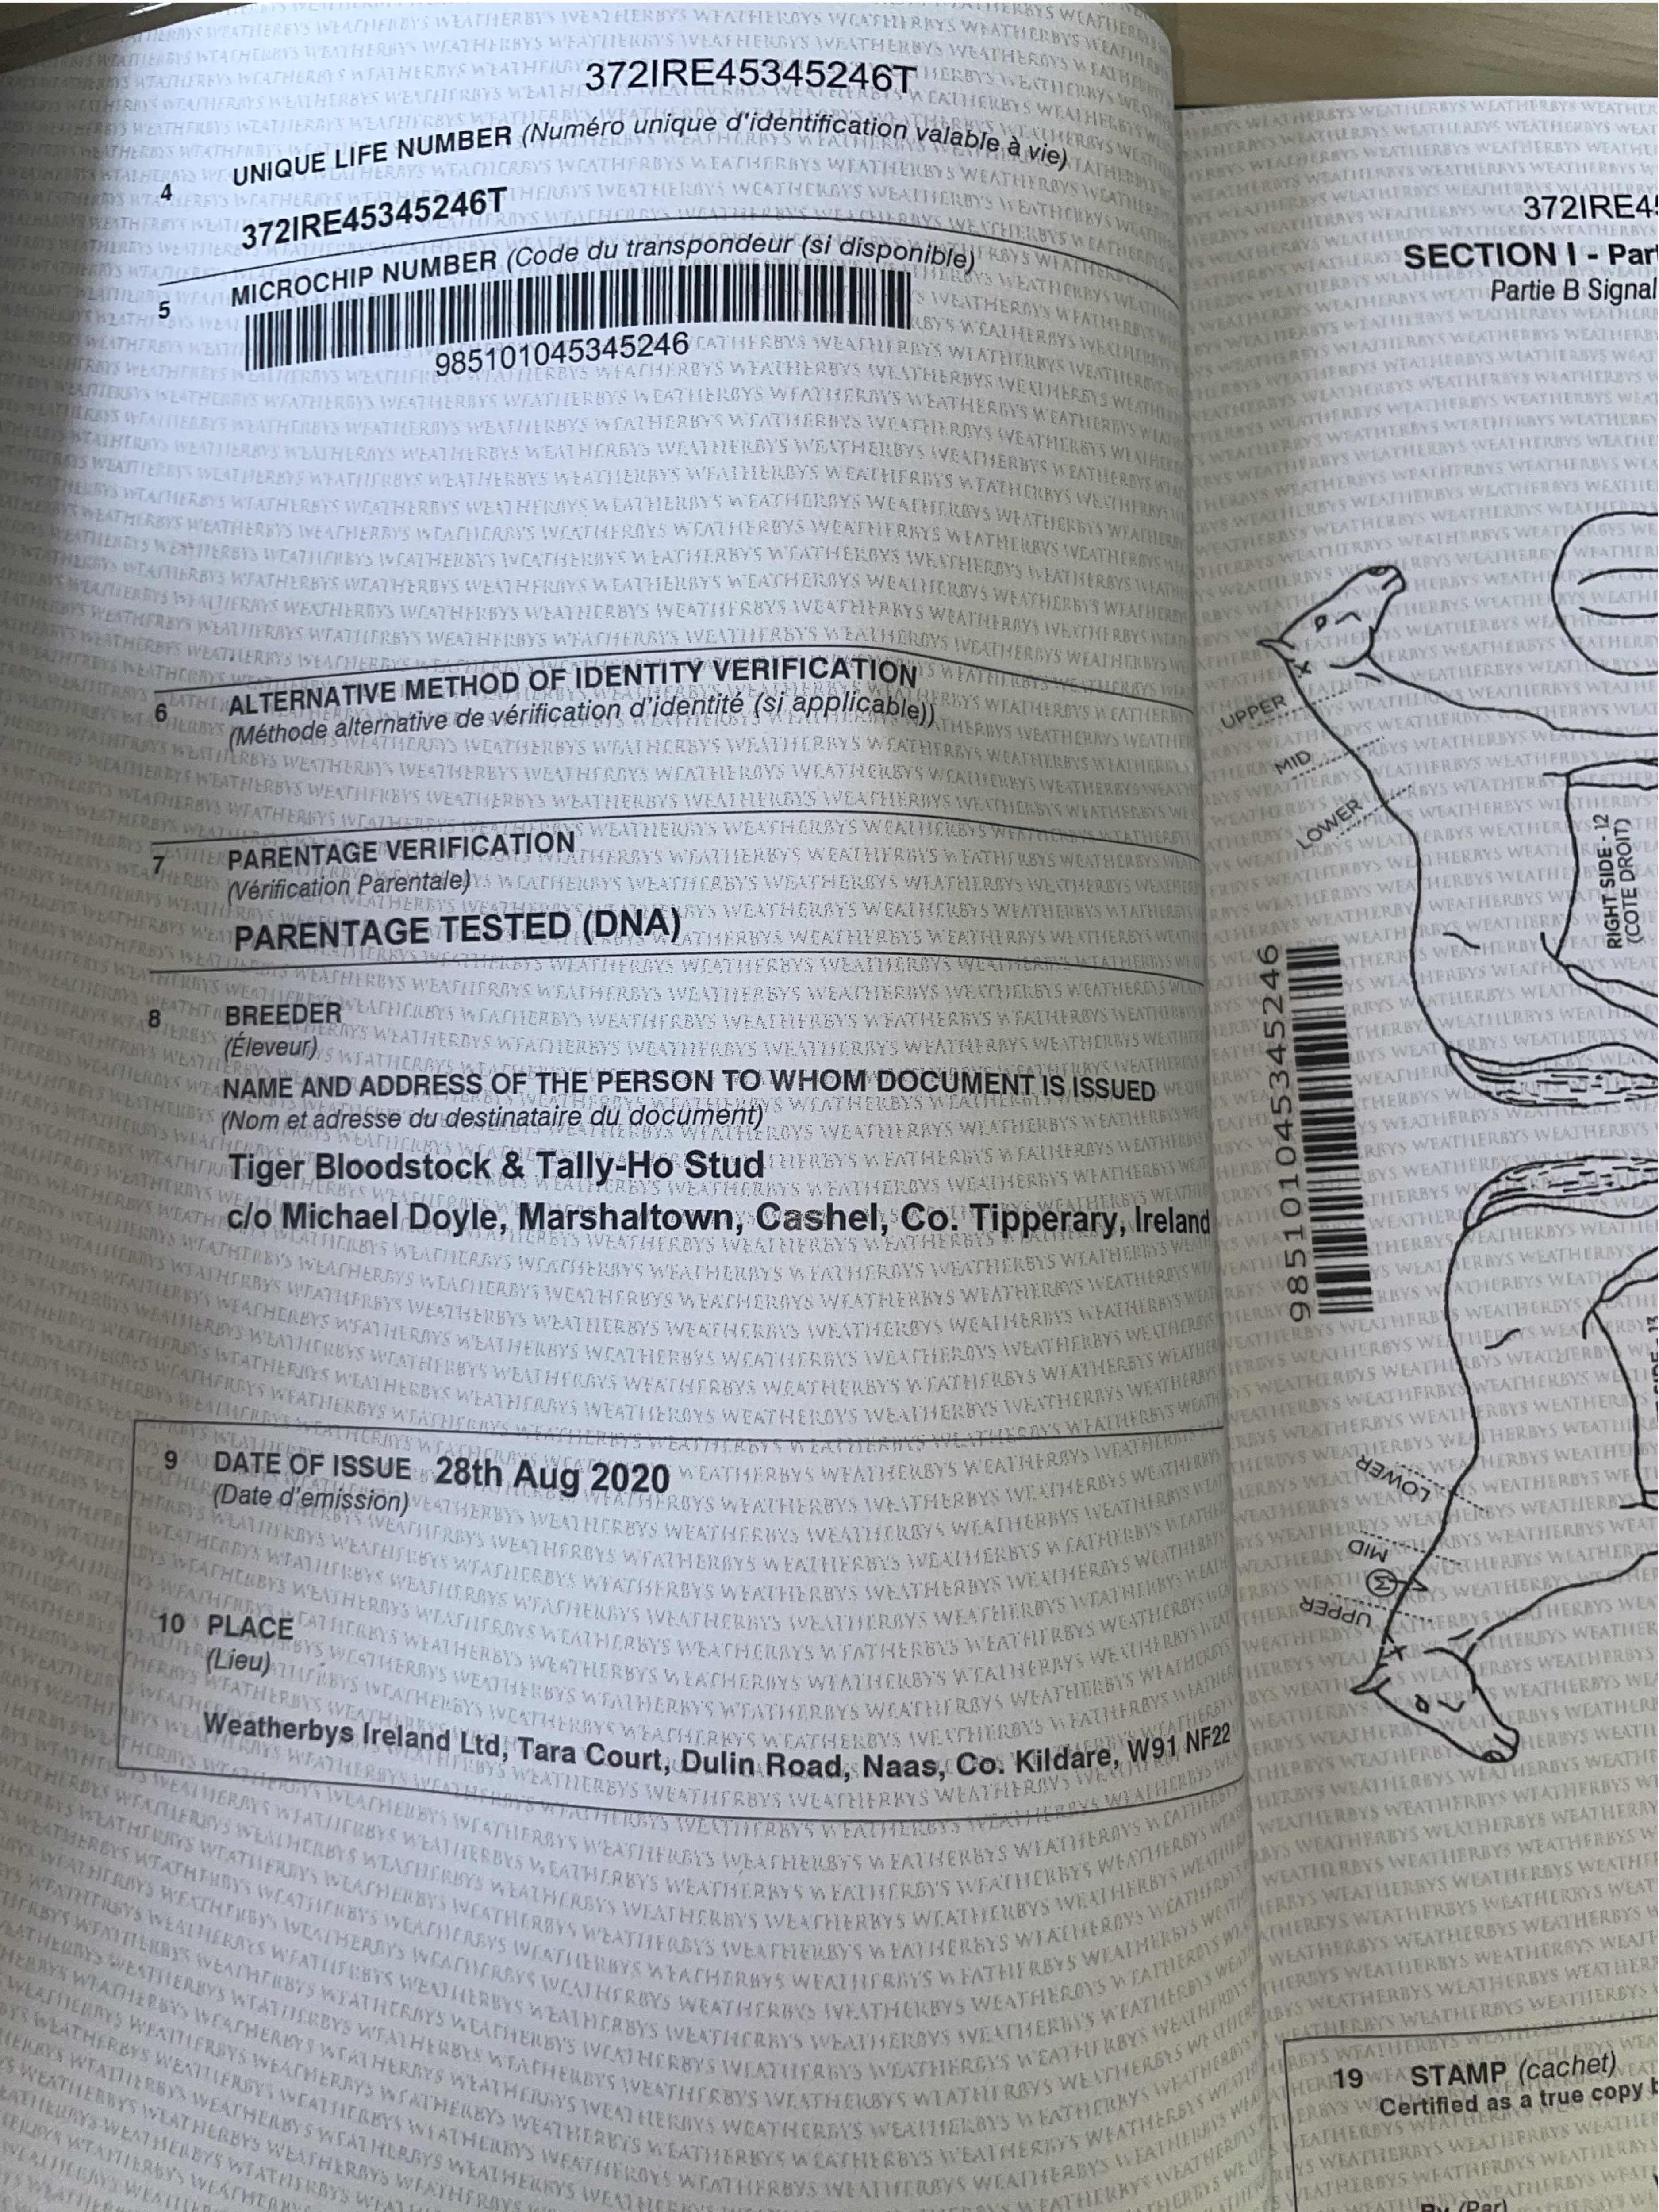 372IRE45345246T
4 UNIQUE LIFE NUMBER (Numéro unique d'identification valable à vie)
372IRE45345246T
5 MICROCHIP NUMBER (Code du transpondeur (si disponible)
985101045345246
6 ALTERNATIVE METHOD OF IDENTITY VERIFICATION
(Méthode alternative de vérification d'identité (si applicable))
7 PARENTAGE VERIFICATION
(Vérification Parentale)
PARENTAGE TESTED (DNA)
8 BREEDER
(Éleveur)
NAME AND ADDRESS OF THE PERSON TO WHOM DOCUMENT IS ISSUED
(Nom et adresse du destinataire du document)
Tiger Bloodstock & Tally-Ho Stud
c/o Michael Doyle, Marshaltown, Cashel, Co. Tipperary, Ireland
9 DATE OF ISSUE 28th Aug 2020
(Date d'emission)
10 PLACE
(Lieu)
Weatherbys Ireland Ltd, Tara Court, Dulin Road, Naas, Co. Kildare, W91 NF22
372IRE45
SECTION I - Part
Partie B Signal
UPPER
MID
LOWER
RIGHT SIDE - 12
(COTE DROIT)
985101045345246
LOWER
MID
M
UPPER
19 STAMP (cachet)
Certified as a true copy b
By (Par)